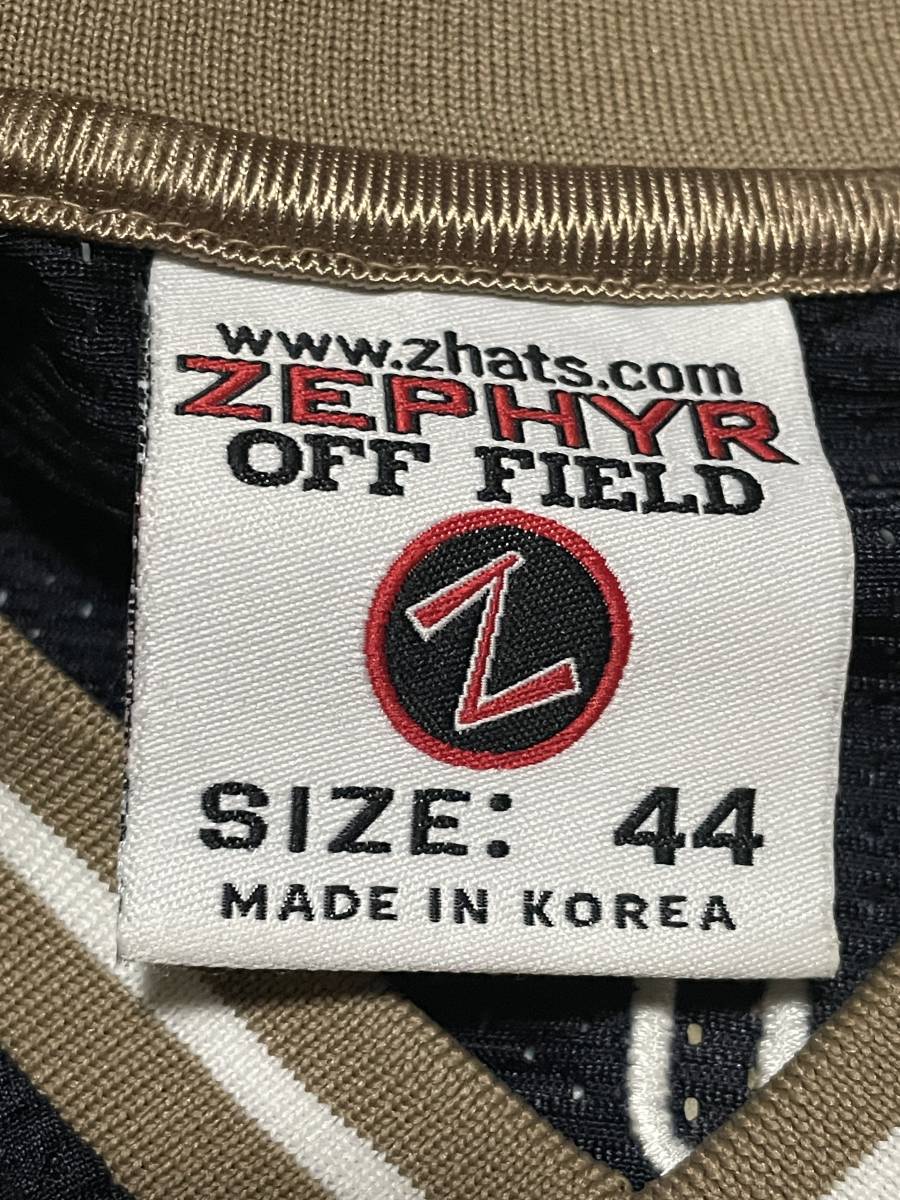 www.zhats.com
ZEPHYR
OFF FIELD
Z
SIZE: 44
MADE IN KOREA